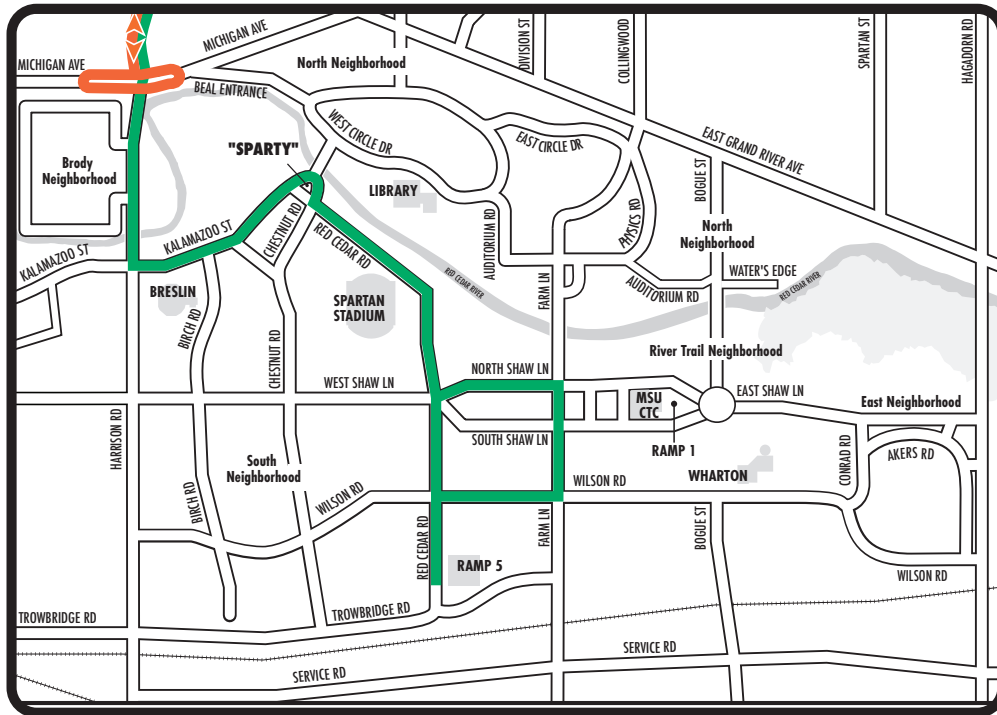 MICHIGAN AVE
MICHIGAN AVE
North Neighborhood
DIVISION ST
COLLINGWOOD
SPARTAN ST
HAGADORN RD
BEAL ENTRANCE
WEST CIRCLE DR
EAST CIRCLE DR
EAST GRAND RIVER AVE
"SPARTY"
Brody
Neighborhood
LIBRARY
BOGUE ST
PHYSICS RD
North
Neighborhood
KALAMAZOO ST
KALAMAZOO ST
CHESTNUT RD
RED CEDAR RD
AUDITORIUM RD
FARM LN
RED CEDAR RIVER
WATER'S EDGE
AUDITORIUM RD
RED CEDAR RIVER
BRESLIN
SPARTAN
STADIUM
BIRCH RD
CHESTNUT RD
River Trail Neighborhood
NORTH SHAW LN
WEST SHAW LN
MSU
CTC
EAST SHAW LN
East Neighborhood
HARRISON RD
SOUTH SHAW LN
RAMP 1
CONRAD RD
AKERS RD
South
Neighborhood
WILSON RD
WILSON RD
WHARTON
BIRCH RD
RED CEDAR RD
FARM LN
BOGUE ST
RAMP 5
WILSON RD
TROWBRIDGE RD
TROWBRIDGE RD
SERVICE RD
SERVICE RD